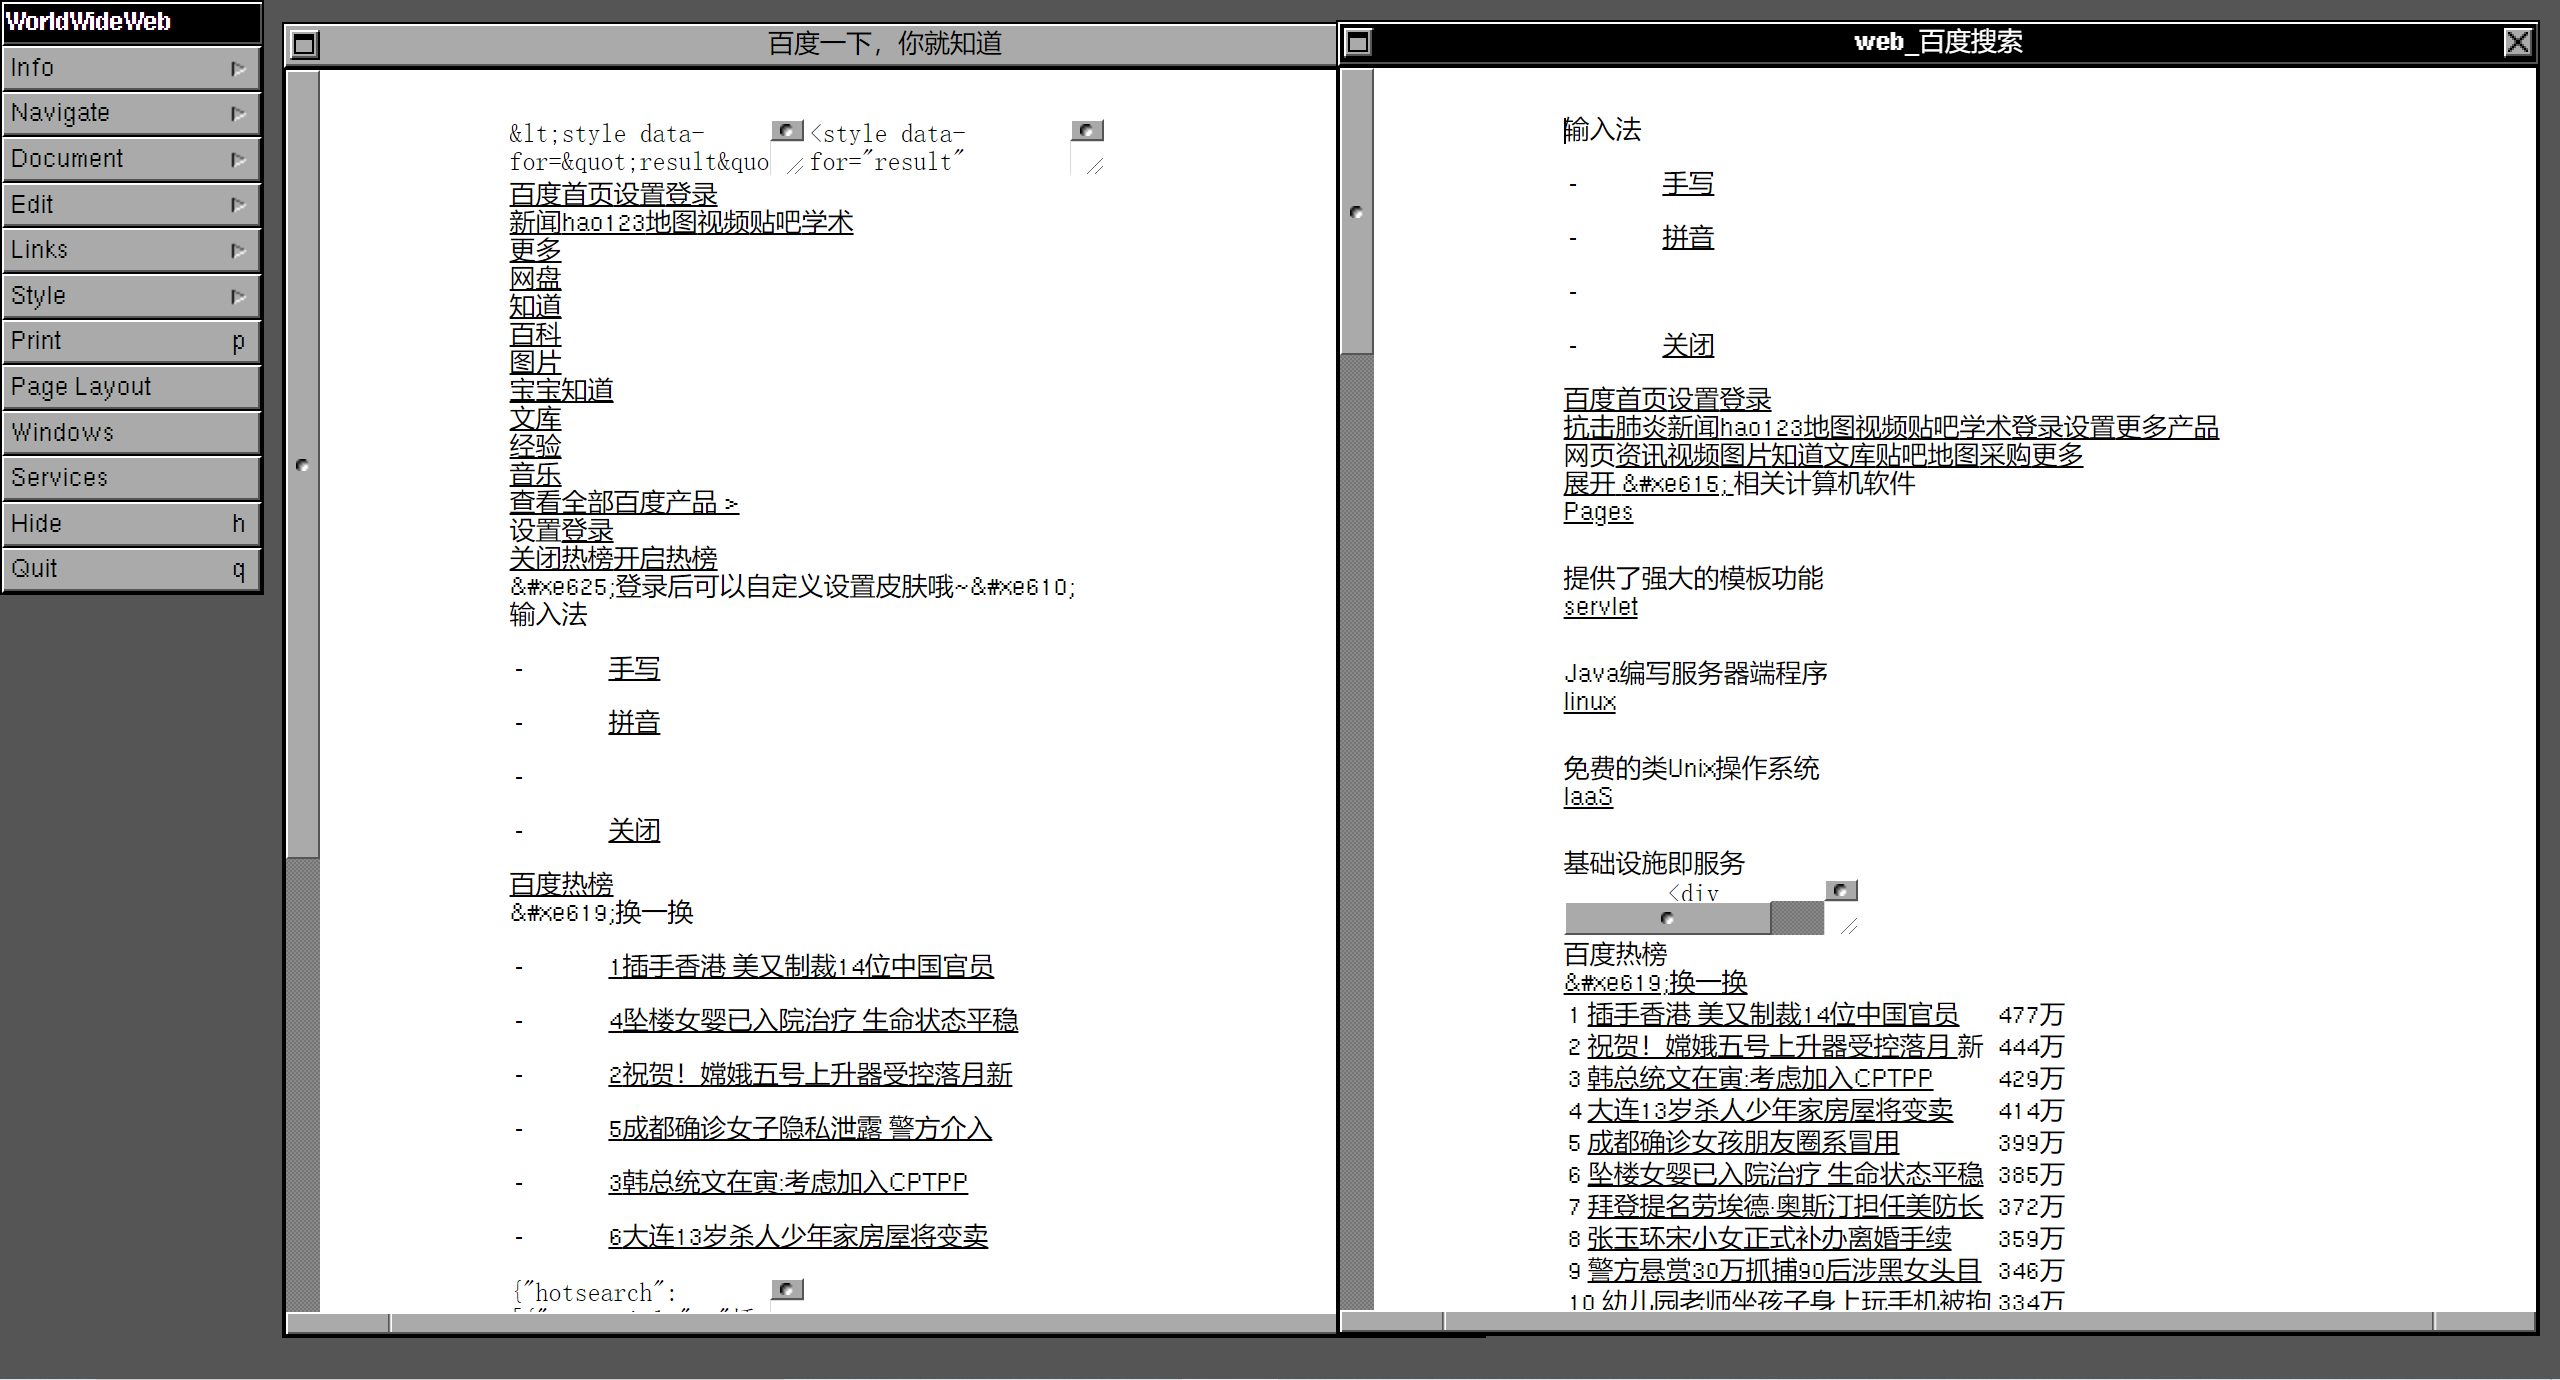 WorldWideWeb
Info
Navigate
Document
Edit
Links
Style
Print p
Page Layout
Windows
Services
Hide h
Quit q
百度一下，你就知道
&lt;style data-
for=&quot;result&quo
<style data-
for="result"
百度首页设置登录
新闻hao123地图视频贴吧学术
更多
网盘
知道
百科
图片
宝宝知道
文库
经验
音乐
查看全部百度产品 >
设置登录
关闭热榜开启热榜
&#xe625;登录后可以自定义设置皮肤哦~&#xe610;
输入法
- 手写
- 拼音
-
- 关闭
百度热榜
&#xe619;换一换
- 1插手香港 美又制裁14位中国官员
- 4坠楼女婴已入院治疗 生命状态平稳
- 2祝贺！嫦娥五号上升器受控落月新
- 5成都确诊女子隐私泄露 警方介入
- 3韩总统文在寅:考虑加入CPTPP
- 6大连13岁杀人少年家房屋将变卖
{"hotsearch":
web_百度搜索
输入法
- 手写
- 拼音
-
- 关闭
百度首页设置登录
抗击肺炎新闻hao123地图视频贴吧学术登录设置更多产品
网页资讯视频图片知道文库贴吧地图采购更多
展开 &#xe615; 相关计算机软件
Pages
提供了强大的模板功能
servlet
Java编写服务器端程序
linux
免费的类Unix操作系统
IaaS
基础设施即服务
<div
百度热榜
&#xe619;换一换
1 插手香港 美又制裁14位中国官员 477万
2 祝贺！嫦娥五号上升器受控落月 新 444万
3 韩总统文在寅:考虑加入CPTPP 429万
4 大连13岁杀人少年家房屋将变卖 414万
5 成都确诊女孩朋友圈系冒用 399万
6 坠楼女婴已入院治疗 生命状态平稳 385万
7 拜登提名劳埃德·奥斯汀担任美防长 372万
8 张玉环宋小女正式补办离婚手续 359万
9 警方悬赏30万抓捕90后涉黑女头目 346万
10 幼儿园老师坐孩子身上玩手机被拘 334万